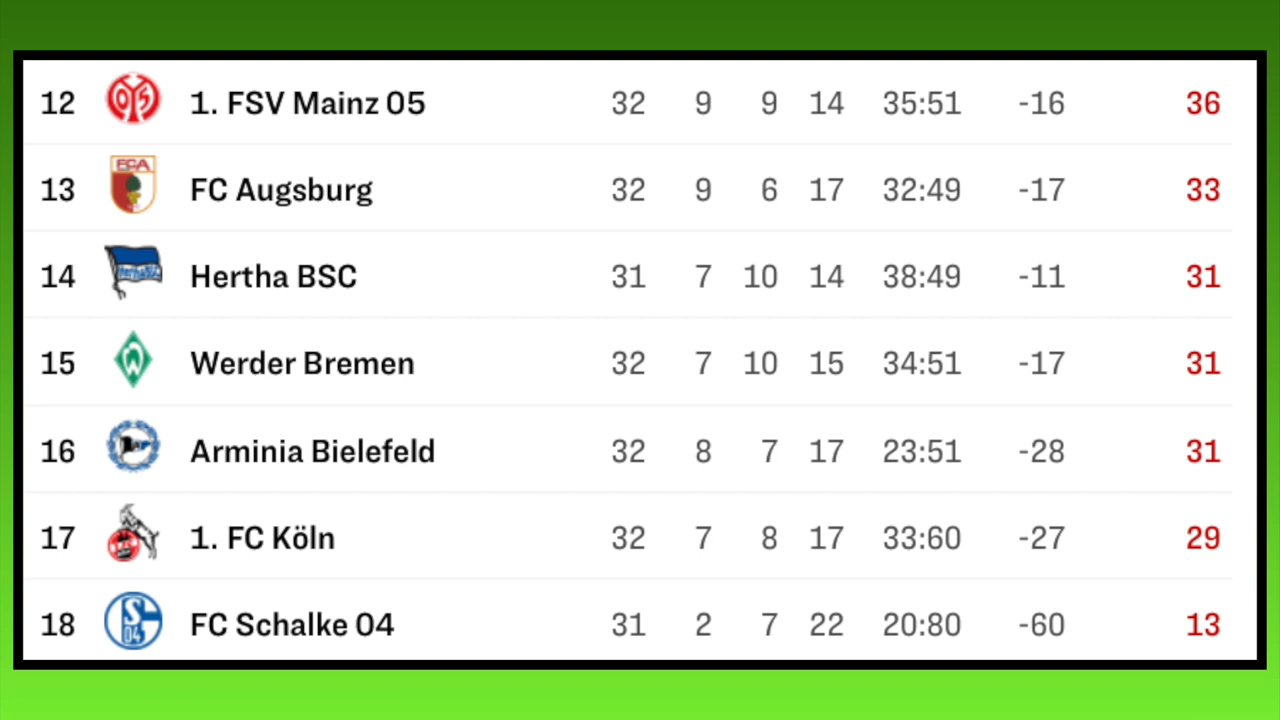 12 1. FSV Mainz 05 32 9 9 14 35:51 -16 36
13 FCA FC Augsburg 32 9 6 17 32:49 -17 33
14 Hertha BSC Hertha BSC 31 7 10 14 38:49 -11 31
15 W Werder Bremen 32 7 10 15 34:51 -17 31
16 Arminia Bielefeld 32 8 7 17 23:51 -28 31
17 1. FC Köln 32 7 8 17 33:60 -27 29
18 S 04 FC Schalke 04 31 2 7 22 20:80 -60 13